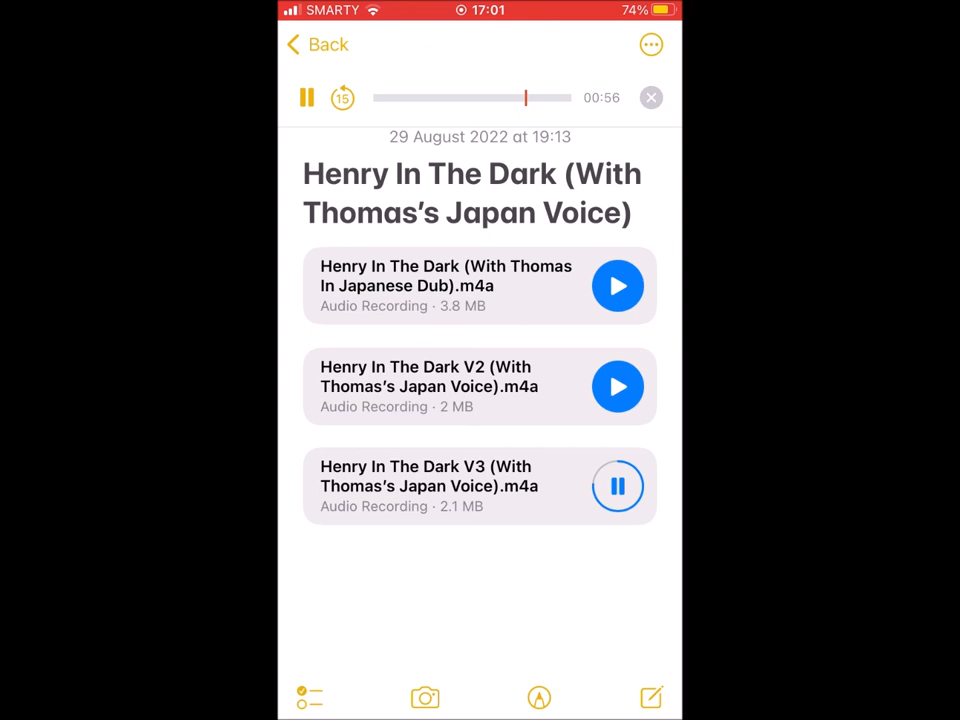 SMARTY 17:01 74%
Back
15 00:56
29 August 2022 at 19:13
Henry In The Dark (With
Thomas’s Japan Voice)
Henry In The Dark (With Thomas
In Japanese Dub).m4a
Audio Recording · 3.8 MB
Henry In The Dark V2 (With
Thomas’s Japan Voice).m4a
Audio Recording · 2 MB
Henry In The Dark V3 (With
Thomas’s Japan Voice).m4a
Audio Recording · 2.1 MB